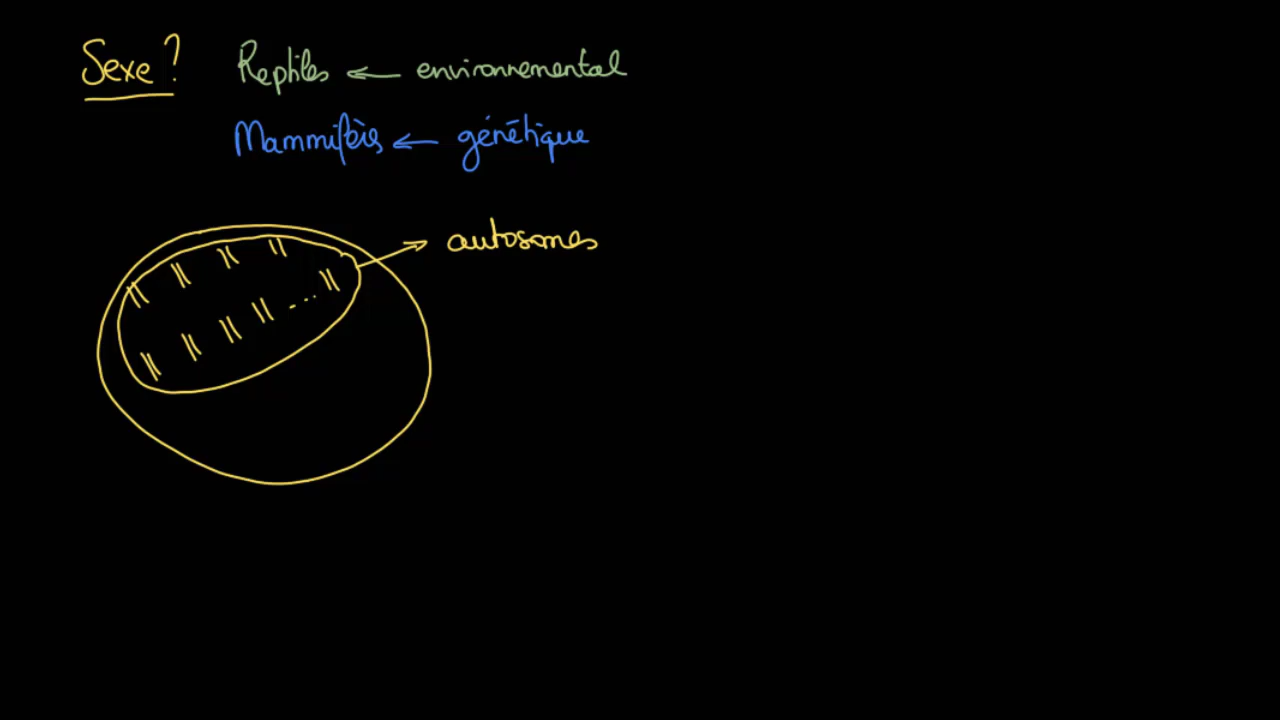 Sexe ? Reptiles ← environnemental
Mammifères ← génétique
autosomes